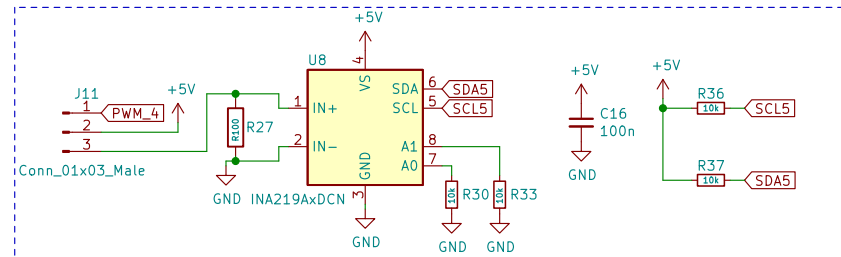 +5V
U8
4
VS
J11
+5V
1
PWM_4
2
3
Conn_01x03_Male
R100
R27
1
IN+
2
IN-
SDA
6
SDA5
SCL
5
SCL5
A1
8
A0
7
GND
3
GND
INA219AxDCN
GND
10k
R30
10k
R33
GND
GND
+5V
C16
100n
GND
+5V
R36
10k
SCL5
R37
10k
SDA5